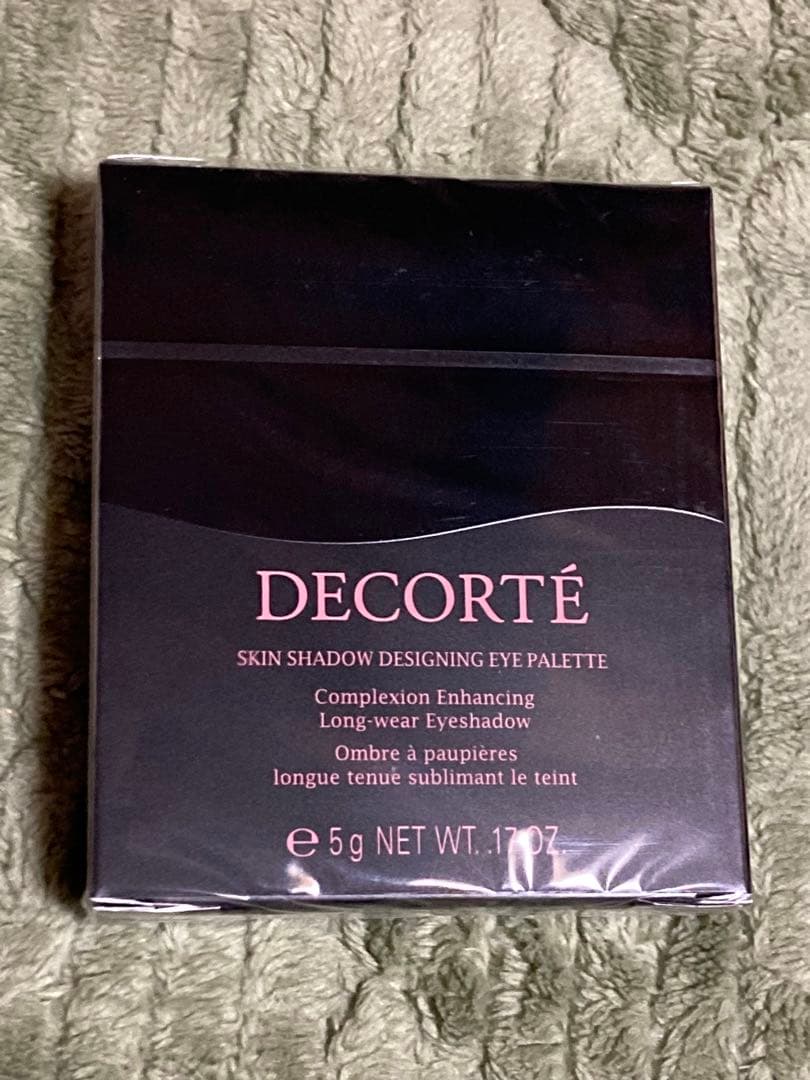 DECORTÉ
SKIN SHADOW DESIGNING EYE PALETTE
Complexion Enhancing
Long-wear Eyeshadow
Ombre à paupières
longue tenue sublimant le teint
℮ 5g NET WT. .17 OZ.